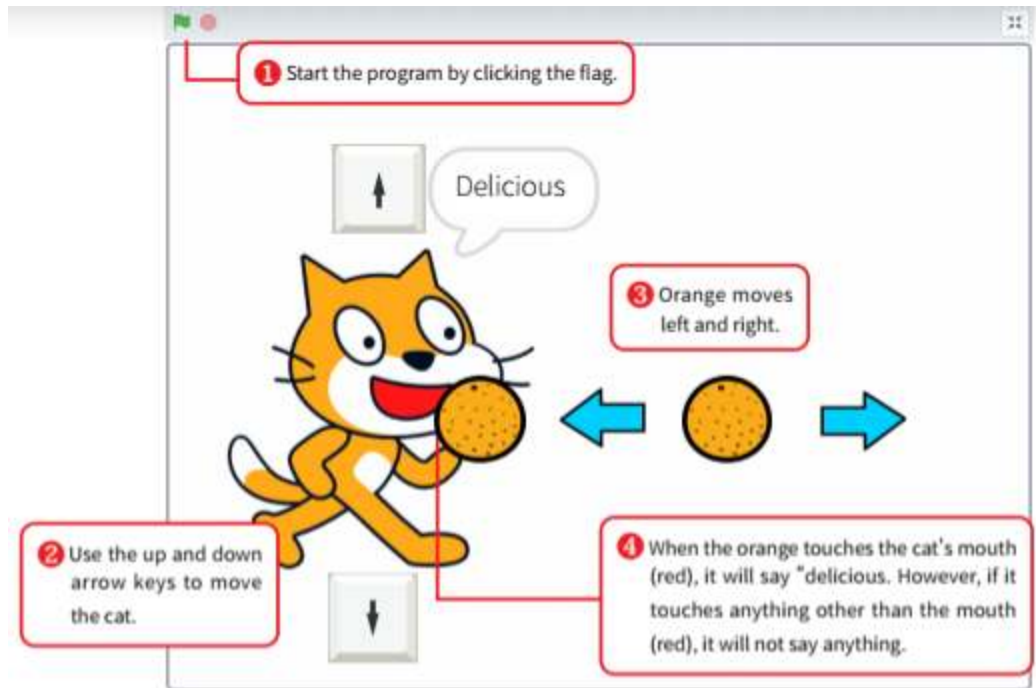 ❶ Start the program by clicking the flag.
Delicious
❸ Orange moves
left and right.
❷ Use the up and down
arrow keys to move
the cat.
❹ When the orange touches the cat's mouth
(red), it will say "delicious. However, if it
touches anything other than the mouth
(red), it will not say anything.